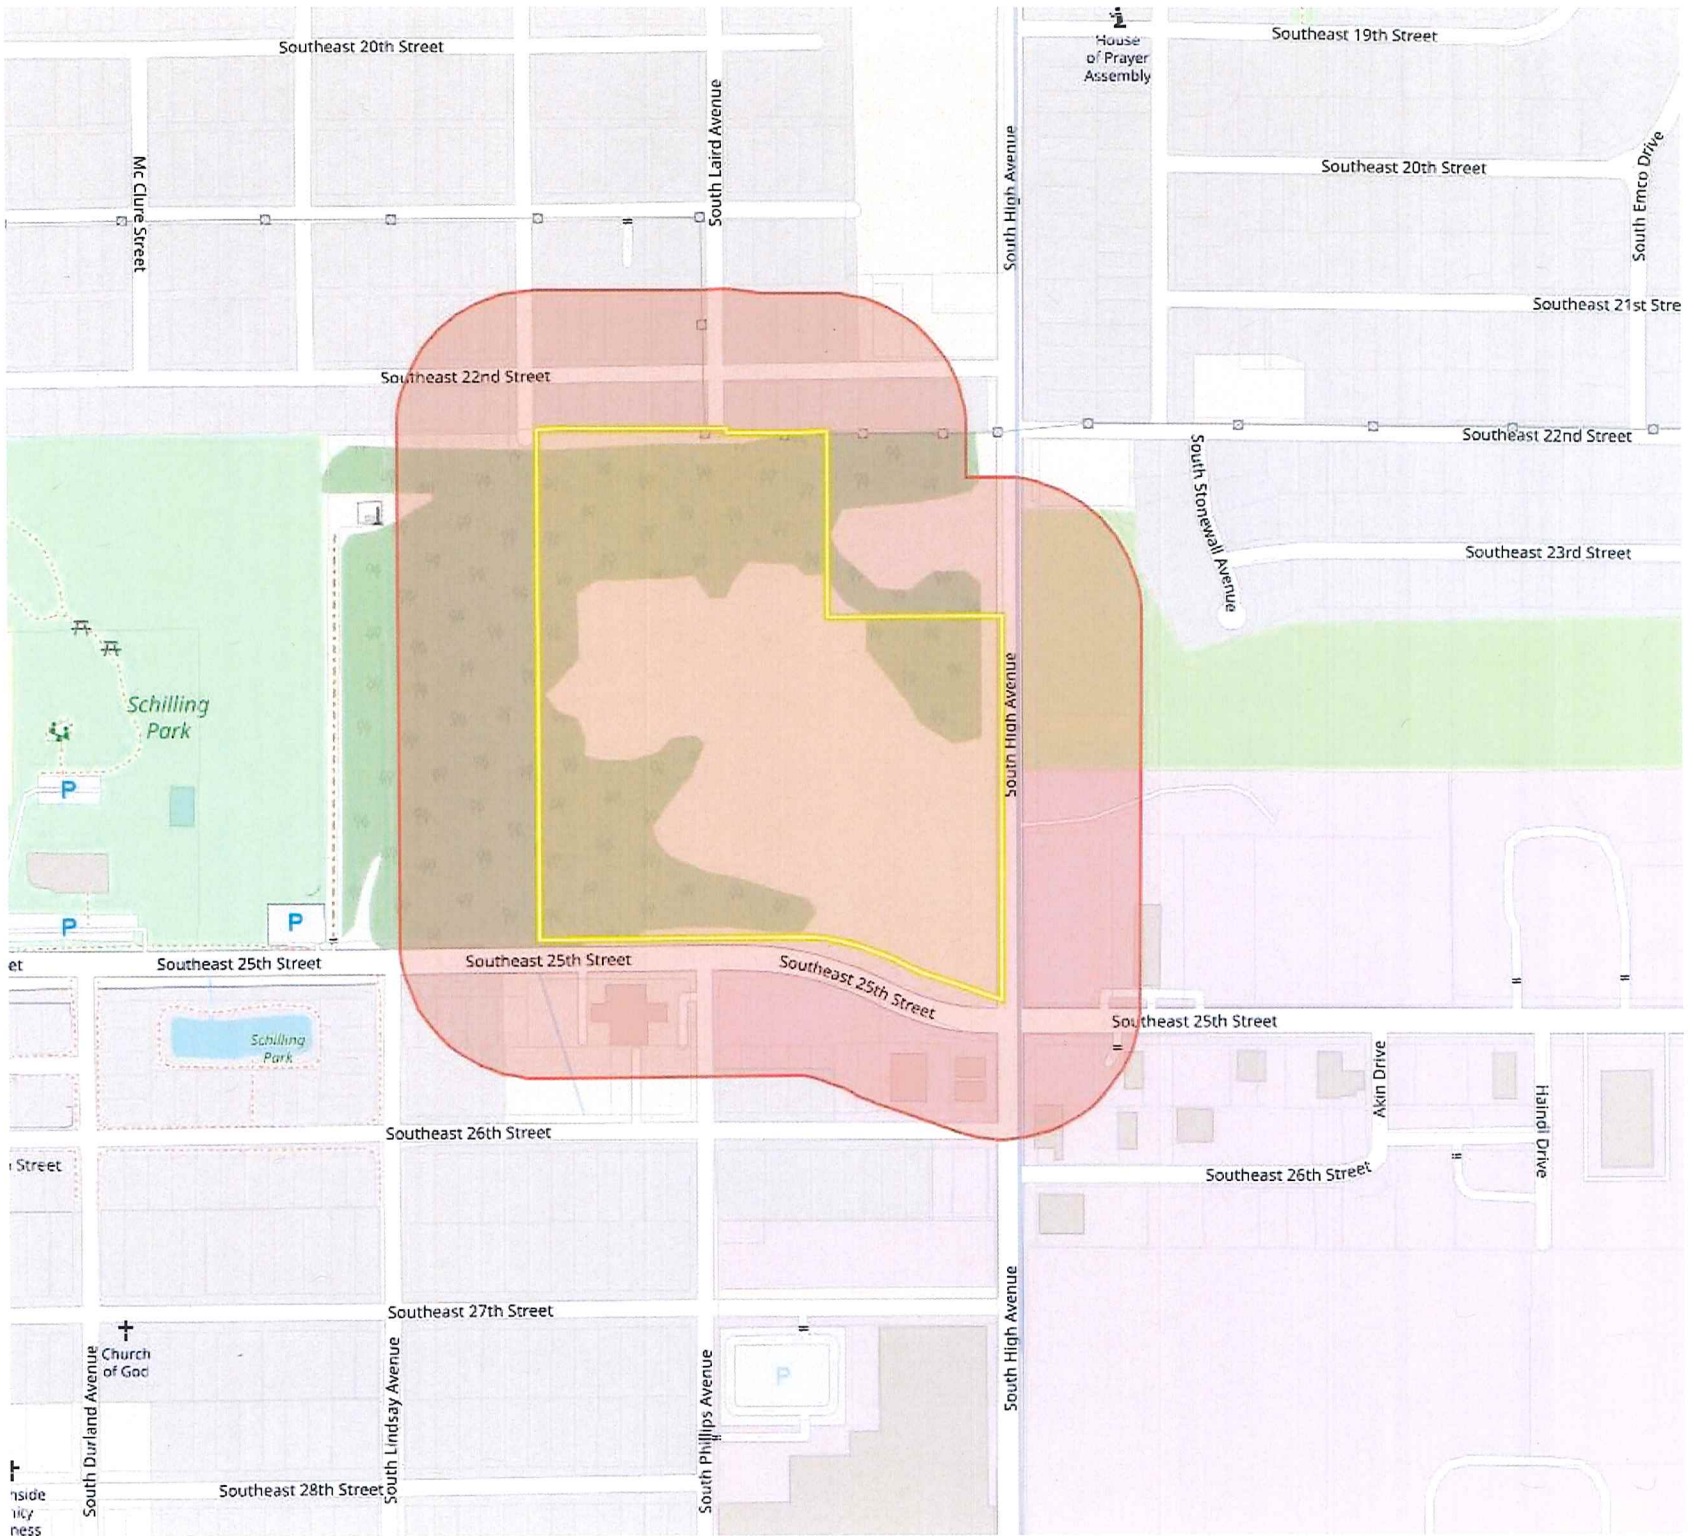 Southeast 20th Street
House
of Prayer
Assembly
Southeast 19th Street
South Laird Avenue
Mc Clure Street
South High Avenue
Southeast 20th Street
South Emco Drive
Southeast 21st Stre
Southeast 22nd Street
Southeast 22nd Street
South Stonewall Avenue
Southeast 23rd Street
Schilling
Park
P
South High Avenue
P
P
et
Southeast 25th Street
Southeast 25th Street
Southeast 25th Street
Southeast 25th Street
Schilling
Park
Akin Drive
Haindl Drive
Southeast 26th Street
Street
Southeast 26th Street
South High Avenue
Southeast 27th Street
Church
of God
P
South Durland Avenue
South Lindsay Avenue
South Phillips Avenue
Southeast 28th Street
nside
nity
ness